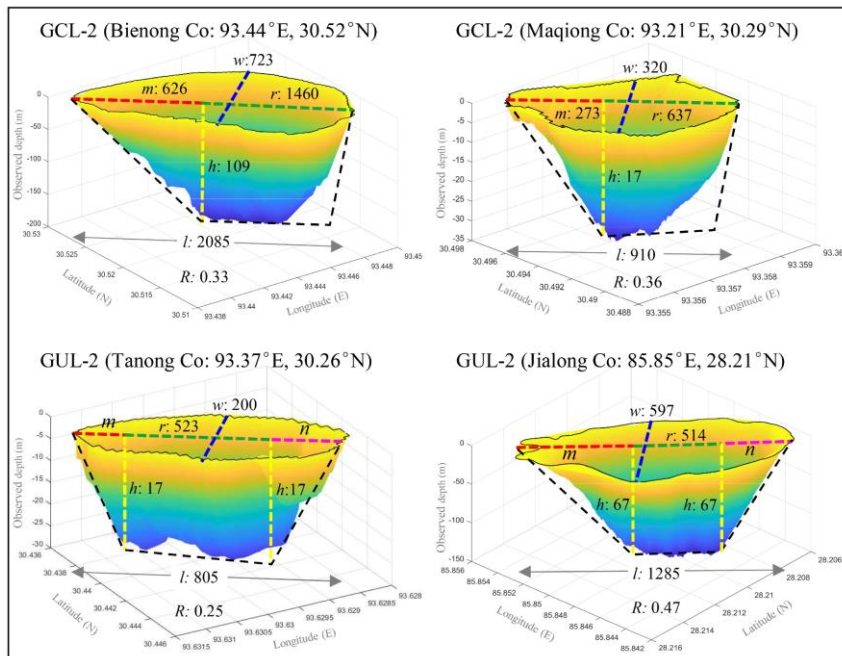 GCL-2 (Bienong Co: 93.44°E, 30.52°N)
w: 723
m: 626
r: 1460
h: 109
l: 2085
R: 0.33
Observed depth (m)
0
-50
-100
-150
-200
30.53
30.525
30.52
30.515
30.51
Latitude (N)
93.438
93.44
93.442
93.444
93.446
93.448
93.45
Longitude (E)
GCL-2 (Maqiong Co: 93.21°E, 30.29°N)
w: 320
m: 273
r: 637
h: 17
l: 910
R: 0.36
Observed depth (m)
0
-5
-10
-15
-20
-25
-30
-35
30.498
30.496
30.494
30.492
30.49
30.488
Latitude (N)
93.355
93.356
93.357
93.358
93.359
93.36
Longitude (E)
GUL-2 (Tanong Co: 93.37°E, 30.26°N)
w: 200
m
r: 523
n
h: 17
h:17
l: 805
R: 0.25
Observed depth (m)
0
-5
-10
-15
-20
-25
-30
30.436
30.438
30.44
30.442
30.444
30.446
Latitude (N)
93.6315
93.631
93.6305
93.63
93.6295
93.629
93.6285
93.628
Longitude (E)
GUL-2 (Jialong Co: 85.85°E, 28.21°N)
w: 597
m
r: 514
n
h: 67
h: 67
l: 1285
R: 0.47
Observed depth (m)
0
-50
-100
-150
85.856
85.854
85.852
85.85
85.848
85.846
85.844
85.842
Longitude (E)
28.216
28.214
28.212
28.21
28.208
28.206
Latitude (N)